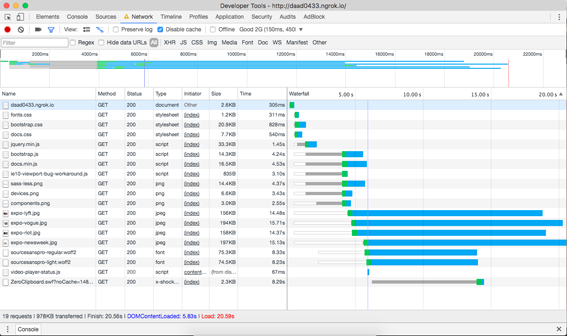 Developer Tools - http://dsad0433.ngrok.io/
Elements Console Sources Network Timeline Profiles Application Security Audits AdBlock
View: Preserve log Disable cache Offline Good 2G (150ms, 450
Filter Regex Hide data URLs All XHR JS CSS Img Media Font Doc WS Manifest Other
2000ms 4000ms 6000ms 8000ms 10000ms 12000ms 14000ms 16000ms 18000ms 20000ms 22000ms
Name Method Status Type Initiator Size Time Waterfall 5.00 s 10.00 s 15.00 s 20.00 s
dsad0433.ngrok.io GET 200 document Other 2.6KB 305ms
fonts.css GET 200 stylesheet (index) 1.2KB 311ms
bootstrap.css GET 200 stylesheet (index) 20.9KB 828ms
docs.css GET 200 stylesheet (index) 7.7KB 540ms
jquery.min.js GET 200 script (index) 33.3KB 1.45s
bootstrap.js GET 200 script (index) 14.3KB 4.24s
docs.min.js GET 200 script (index) 18.5KB 4.53s
ie10-viewport-bug-workaround.js GET 200 script (index) 835B 3.10s
sass-less.png GET 200 png (index) 14.4KB 4.37s
devices.png GET 200 png (index) 6.6KB 3.43s
components.png GET 200 png (index) 3.0KB 2.55s
expo-lyft.jpg GET 200 jpeg (index) 156KB 14.48s
expo-vogue.jpg GET 200 jpeg (index) 194KB 15.71s
expo-riot.jpg GET 200 jpeg (index) 158KB 14.37s
expo-newsweek.jpg GET 200 jpeg (index) 197KB 15.13s
sourcesanspro-regular.woff2 GET 200 font (index) 75.3KB 8.33s
sourcesanspro-light.woff2 GET 200 font (index) 74.5KB 8.23s
video-player-status.js GET 200 script content... (from dis... 67ms
ZeroClipboard.swf?noCache=148... GET 200 x-shock... (index) 2.3KB 8.29s
19 requests | 978KB transferred | Finish: 20.56s | DOMContentLoaded: 5.83s | Load: 20.59s
Console